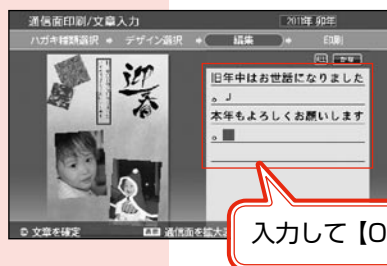 通信面印刷/文章入力
2011年 卯年
ハガキ種類選択
デザイン選択
編集
印刷
かな
迎春
旧年中はお世話になりました
。」
本年もよろしくお願いします
。
文章を確定
通信面を拡大
入力して【O